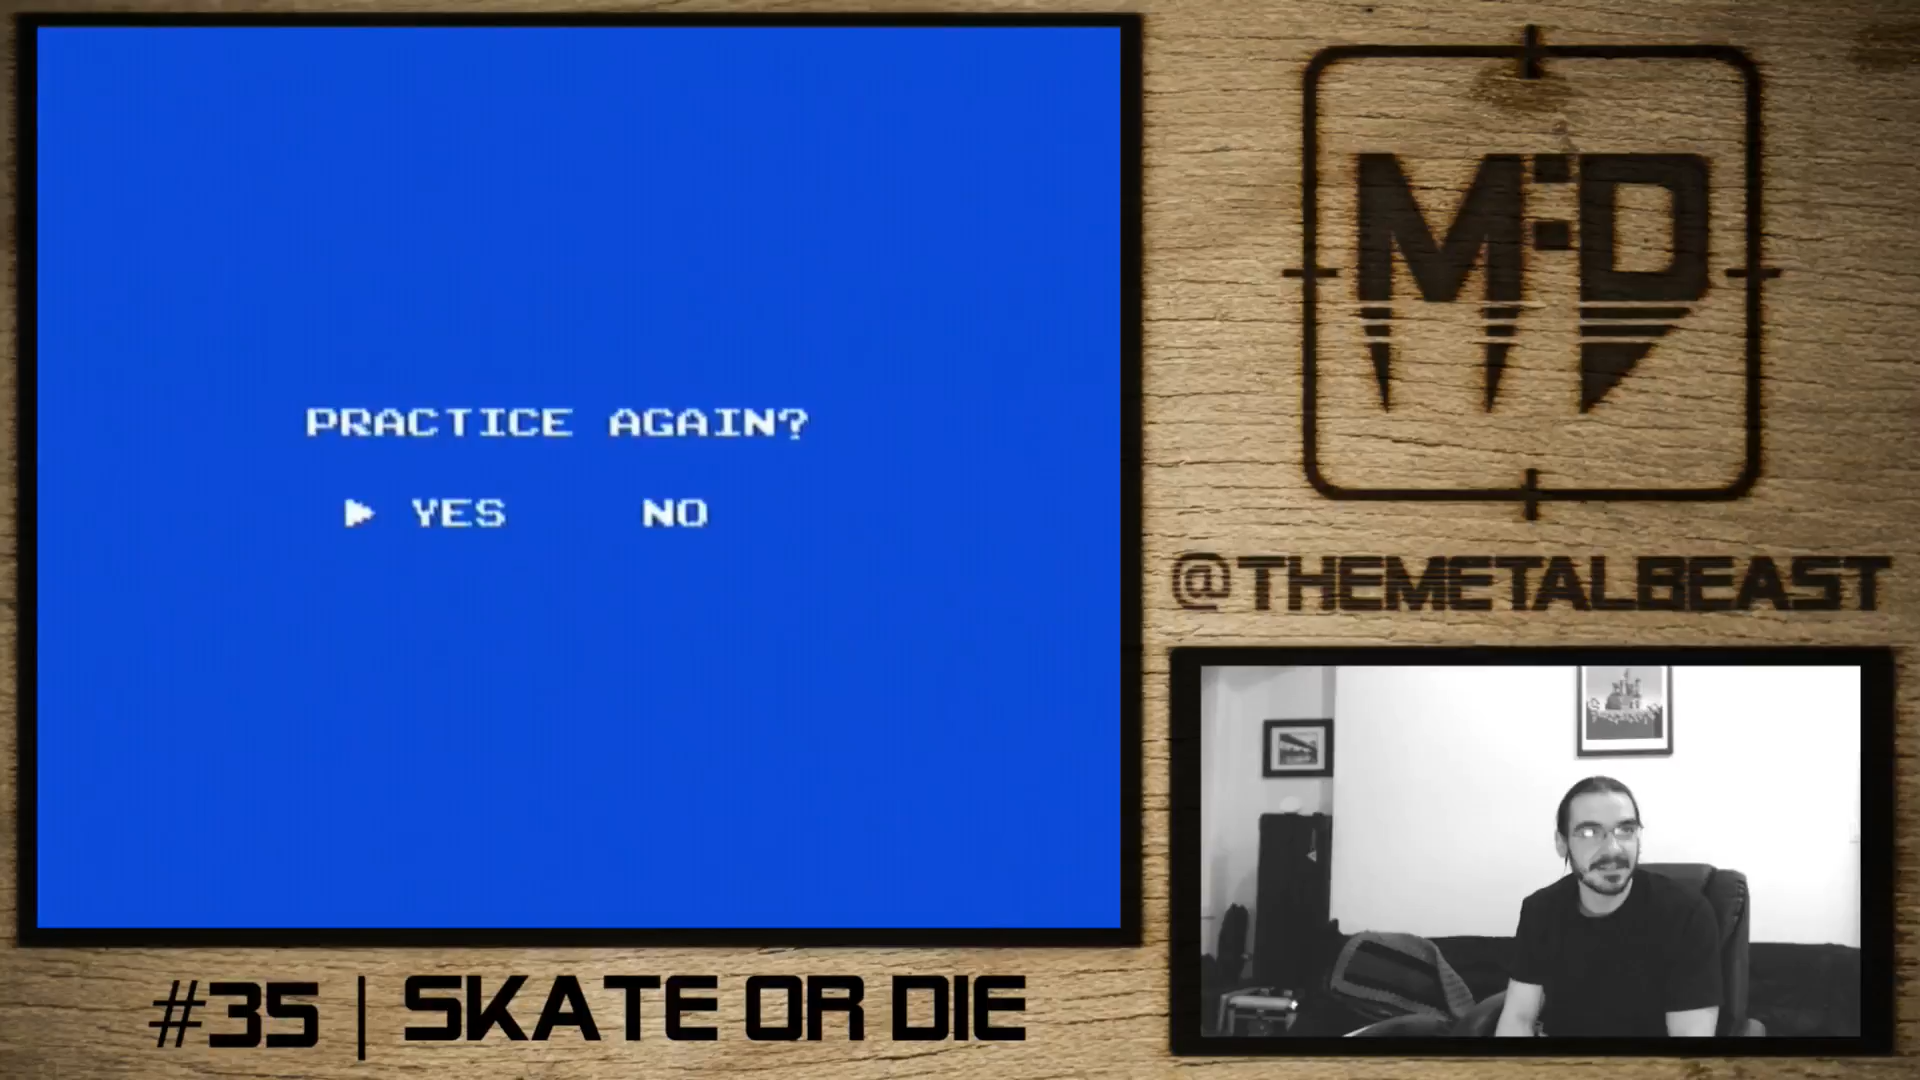 PRACTICE AGAIN?
▶ YES NO
M:D
@THEMETALBEAST
#35 | SKATE OR DIE